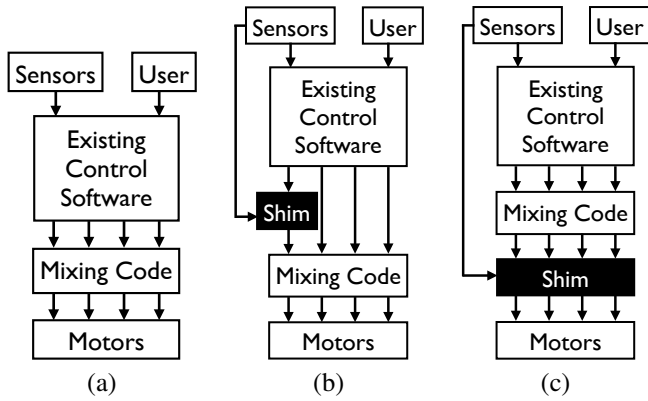 Sensors
User
Existing
Control
Software
Mixing Code
Motors
(a)
Sensors
User
Existing
Control
Software
Shim
Mixing Code
Motors
(b)
Sensors
User
Existing
Control
Software
Mixing Code
Shim
Motors
(c)